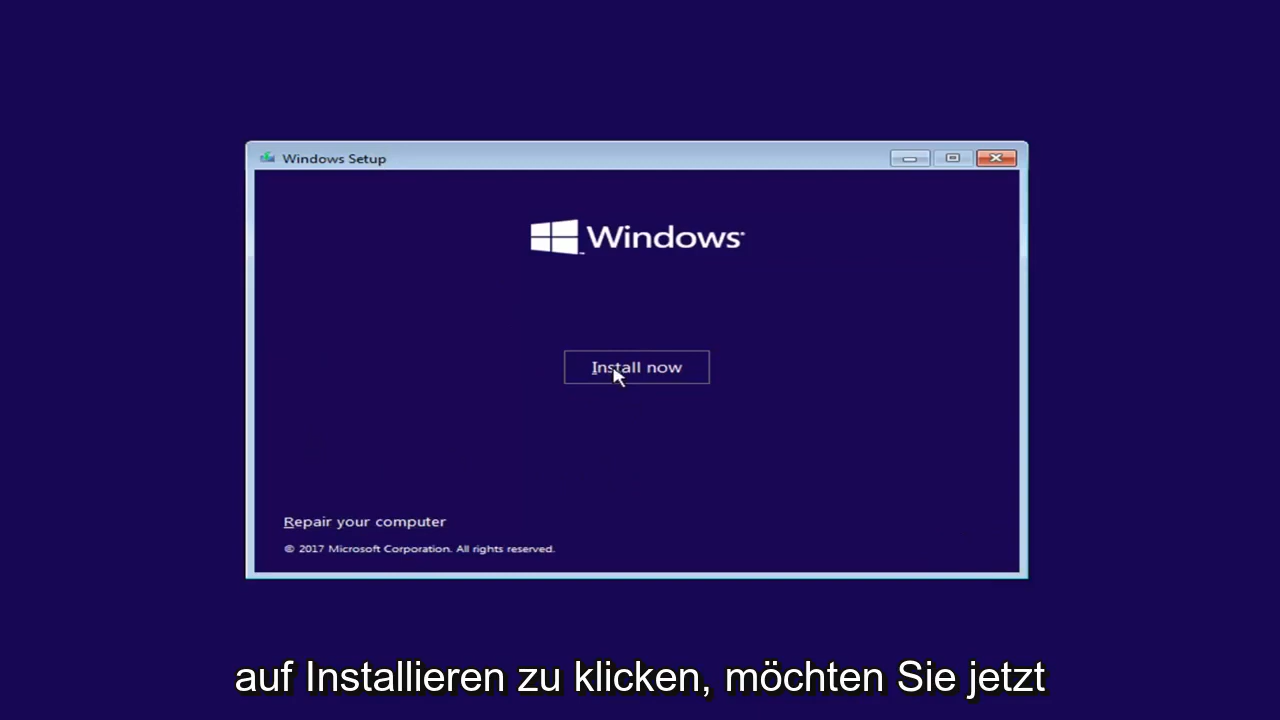 Windows Setup
Windows
Install now
Repair your computer
© 2017 Microsoft Corporation. All rights reserved.
auf Installieren zu klicken, möchten Sie jetzt